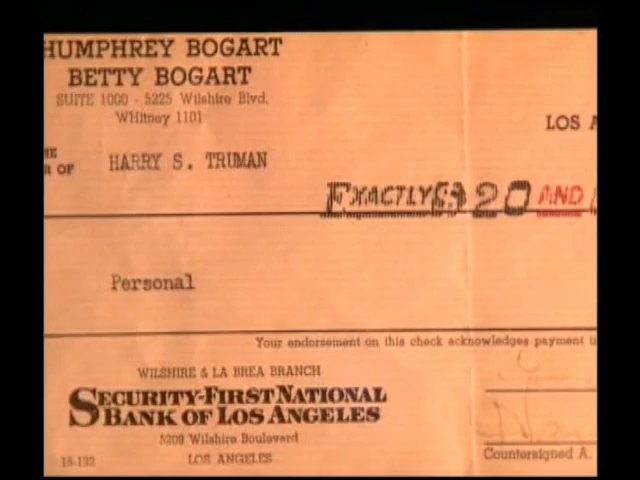 HUMPHREY BOGART
BETTY BOGART
SUITE 1000 - 5225 Wilshire Blvd.
WHitney 1101
LOS A
HE
R OF
HARRY S. TRUMAN
EXACTLY $ 20 AND
Personal
Your endorsement on this check acknowledges payment i
WILSHIRE & LA BREA BRANCH
SECURITY-FIRST NATIONAL
BANK OF LOS ANGELES
5209 Wilshire Boulevard
LOS ANGELES
16-132
Countersigned A.